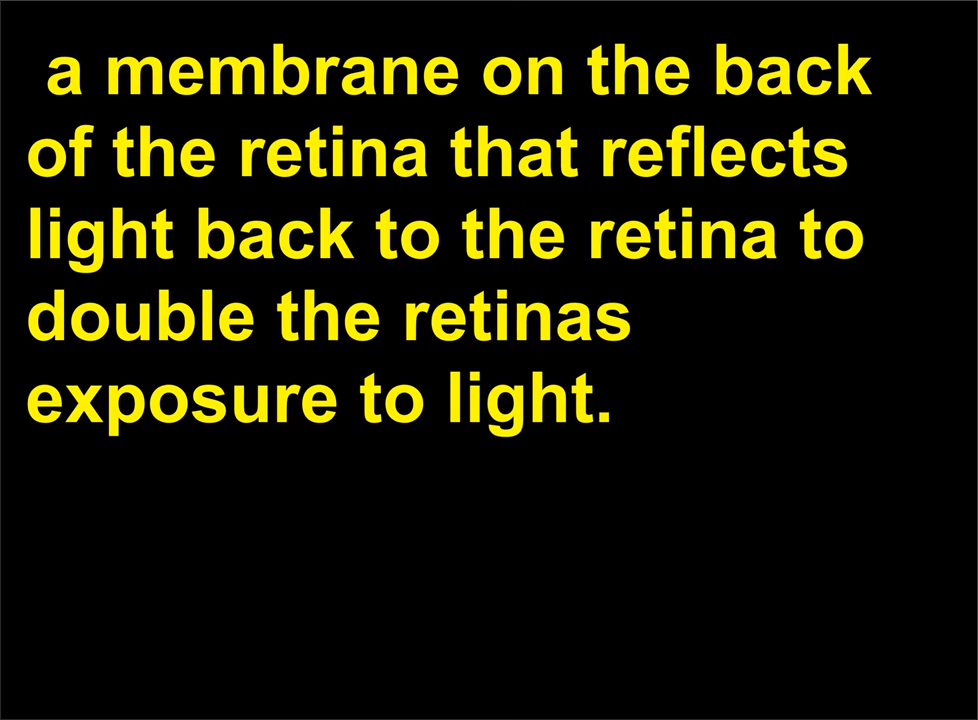 a membrane on the back
of the retina that reflects
light back to the retina to
double the retinas
exposure to light.